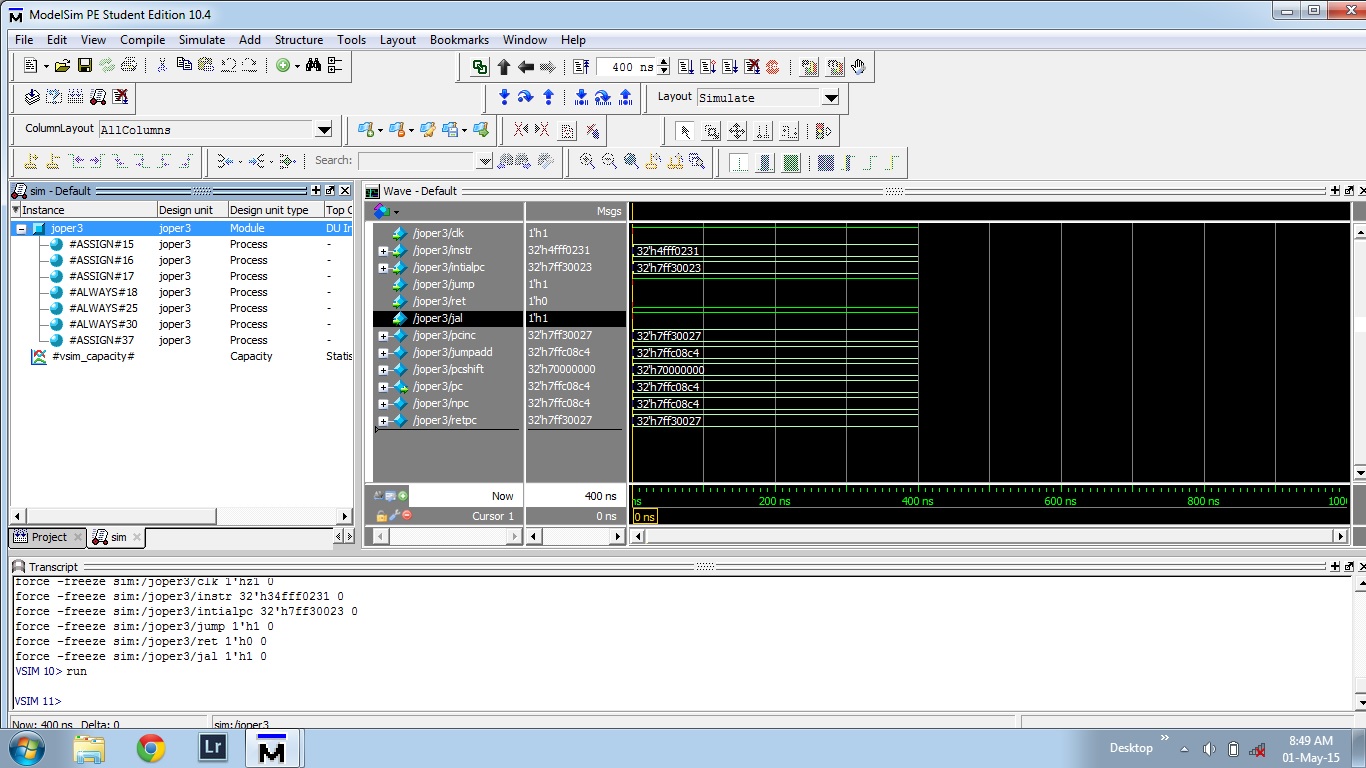 ModelSim PE Student Edition 10.4
File Edit View Compile Simulate Add Structure Tools Layout Bookmarks Window Help
400 ns
Layout Simulate
ColumnLayout AllColumns
Search:
sim - Default
Instance Design unit Design unit type Top C
joper3 joper3 Module DU In
#ASSIGN#15 joper3 Process -
#ASSIGN#16 joper3 Process -
#ASSIGN#17 joper3 Process -
#ALWAYS#18 joper3 Process -
#ALWAYS#25 joper3 Process -
#ALWAYS#30 joper3 Process -
#ASSIGN#37 joper3 Process -
#vsim_capacity# Capacity Statis
Project sim
Wave - Default
Msgs
/joper3/clk 1'h1
/joper3/instr 32'h4fff0231 32'h4fff0231
/joper3/intialpc 32'h7ff30023 32'h7ff30023
/joper3/jump 1'h1
/joper3/ret 1'h0
/joper3/jal 1'h1
/joper3/pcinc 32'h7ff30027 32'h7ff30027
/joper3/jumpadd 32'h7ffc08c4 32'h7ffc08c4
/joper3/pcshift 32'h70000000 32'h70000000
/joper3/pc 32'h7ffc08c4 32'h7ffc08c4
/joper3/npc 32'h7ffc08c4 32'h7ffc08c4
/joper3/retpc 32'h7ff30027 32'h7ff30027
Now 400 ns ns 200 ns 400 ns 600 ns 800 ns 100
Cursor 1 0 ns 0 ns
Transcript
force -freeze sim:/joper3/clk 1'hz1 0
force -freeze sim:/joper3/instr 32'h34fff0231 0
force -freeze sim:/joper3/intialpc 32'h7ff30023 0
force -freeze sim:/joper3/jump 1'h1 0
force -freeze sim:/joper3/ret 1'h0 0
force -freeze sim:/joper3/jal 1'h1 0
VSIM 10> run
VSIM 11>
Now: 400 ns Delta: 0 sim:/joper3
Lr
M
Desktop
8:49 AM
01-May-15